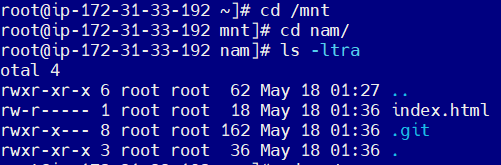 root@ip-172-31-33-192 ~]# cd /mnt
root@ip-172-31-33-192 mnt]# cd nam/
root@ip-172-31-33-192 nam]# ls -ltra
otal 4
rwxr-xr-x 6 root root  62 May 18 01:27 ..
rw-r----- 1 root root  18 May 18 01:36 index.html
rwxr-x--- 8 root root 162 May 18 01:36 .git
rwxr-xr-x 3 root root  36 May 18 01:36 .